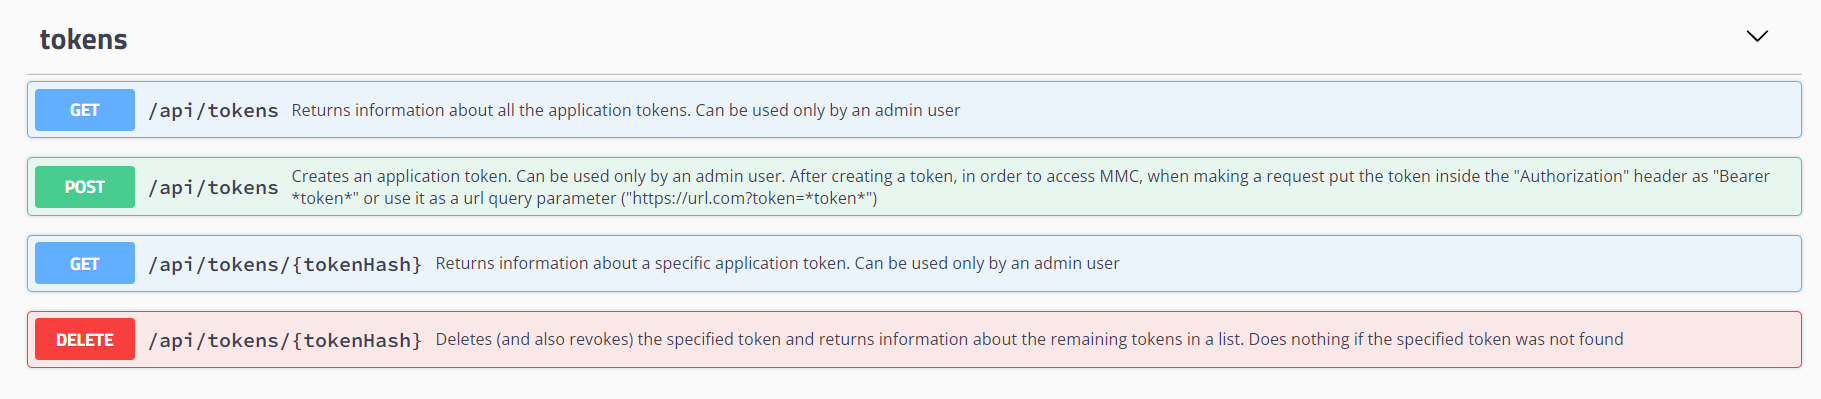 tokens
GET /api/tokens Returns information about all the application tokens. Can be used only by an admin user
POST /api/tokens Creates an application token. Can be used only by an admin user. After creating a token, in order to access MMC, when making a request put the token inside the "Authorization" header as "Bearer
*token*" or use it as a url query parameter ("https://url.com?token=*token*")
GET /api/tokens/{tokenHash} Returns information about a specific application token. Can be used only by an admin user
DELETE /api/tokens/{tokenHash} Deletes (and also revokes) the specified token and returns information about the remaining tokens in a list. Does nothing if the specified token was not found